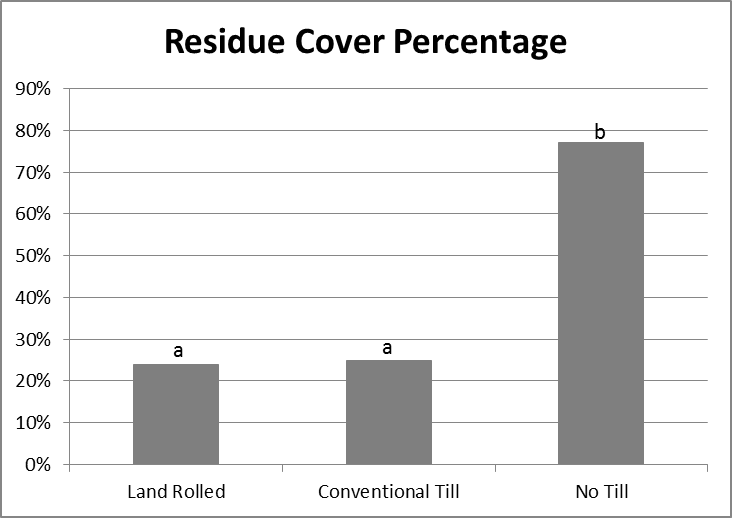 Residue Cover Percentage
90%
80%
70%
60%
50%
40%
30%
20%
10%
0%
a
a
b
Land Rolled
Conventional Till
No Till